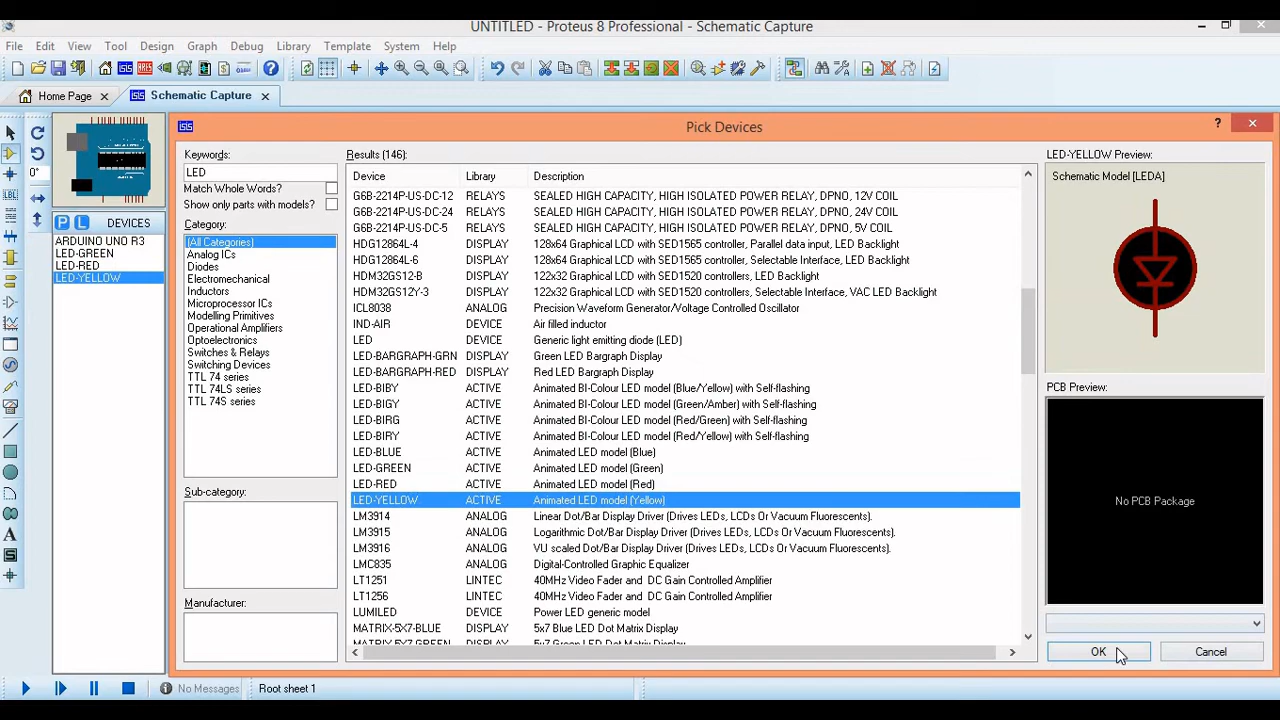 UNTITLED - Proteus 8 Professional - Schematic Capture
File Edit View Tool Design Graph Debug Library Template System Help
Home Page
Schematic Capture
Pick Devices
0°
P L DEVICES
ARDUINO UNO R3
LED-GREEN
LED-RED
LED-YELLOW
Keywords:
LED
Match Whole Words?
Show only parts with models?
Category:
(All Categories)
Analog ICs
Diodes
Electromechanical
Inductors
Microprocessor ICs
Modelling Primitives
Operational Amplifiers
Optoelectronics
Switches & Relays
Switching Devices
TTL 74 series
TTL 74LS series
TTL 74S series
Sub-category:
Manufacturer:
Results (146):
Device Library Description
G6B-2214P-US-DC-12 RELAYS SEALED HIGH CAPACITY, HIGH ISOLATED POWER RELAY, DPNO, 12V COIL
G6B-2214P-US-DC-24 RELAYS SEALED HIGH CAPACITY, HIGH ISOLATED POWER RELAY, DPNO, 24V COIL
G6B-2214P-US-DC-5 RELAYS SEALED HIGH CAPACITY, HIGH ISOLATED POWER RELAY, DPNO, 5V COIL
HDG12864L-4 DISPLAY 128x64 Graphical LCD with SED1565 controller, Parallel data input, LED Backlight
HDG12864L-6 DISPLAY 128x64 Graphical LCD with SED1565 controller, Selectable Interface, LED Backlight
HDM32GS12-B DISPLAY 122x32 Graphical LCD with SED1520 controllers, LED Backlight
HDM32GS12Y-3 DISPLAY 122x32 Graphical LCD with SED1520 controllers, Selectable Interface, VAC LED Backlight
ICL8038 ANALOG Precision Waveform Generator/Voltage Controlled Oscillator
IND-AIR DEVICE Air filled inductor
LED DEVICE Generic light emitting diode (LED)
LED-BARGRAPH-GRN DISPLAY Green LED Bargraph Display
LED-BARGRAPH-RED DISPLAY Red LED Bargraph Display
LED-BIBY ACTIVE Animated BI-Colour LED model (Blue/Yellow) with Self-flashing
LED-BIGY ACTIVE Animated BI-Colour LED model (Green/Amber) with Self-flashing
LED-BIRG ACTIVE Animated BI-Colour LED model (Red/Green) with Self-flashing
LED-BIRY ACTIVE Animated BI-Colour LED model (Red/Yellow) with Self-flashing
LED-BLUE ACTIVE Animated LED model (Blue)
LED-GREEN ACTIVE Animated LED model (Green)
LED-RED ACTIVE Animated LED model (Red)
LED-YELLOW ACTIVE Animated LED model (Yellow)
LM3914 ANALOG Linear Dot/Bar Display Driver (Drives LEDs, LCDs Or Vacuum Fluorescents).
LM3915 ANALOG Logarithmic Dot/Bar Display Driver (Drives LEDs, LCDs Or Vacuum Fluorescents).
LM3916 ANALOG VU scaled Dot/Bar Display Driver (Drives LEDs, LCDs Or Vacuum Fluorescents).
LMC835 ANALOG Digital-Controlled Graphic Equalizer
LT1251 LINTEC 40MHz Video Fader and DC Gain Controlled Amplifier
LT1256 LINTEC 40MHz Video Fader and DC Gain Controlled Amplifier
LUMILED DEVICE Power LED generic model
MATRIX-5X7-BLUE DISPLAY 5x7 Blue LED Dot Matrix Display
MATRIX-5X7-GREEN DISPLAY 5x7 Green LED Dot Matrix Display
LED-YELLOW Preview:
Schematic Model [LEDA]
PCB Preview:
No PCB Package
OK
Cancel
No Messages
Root sheet 1